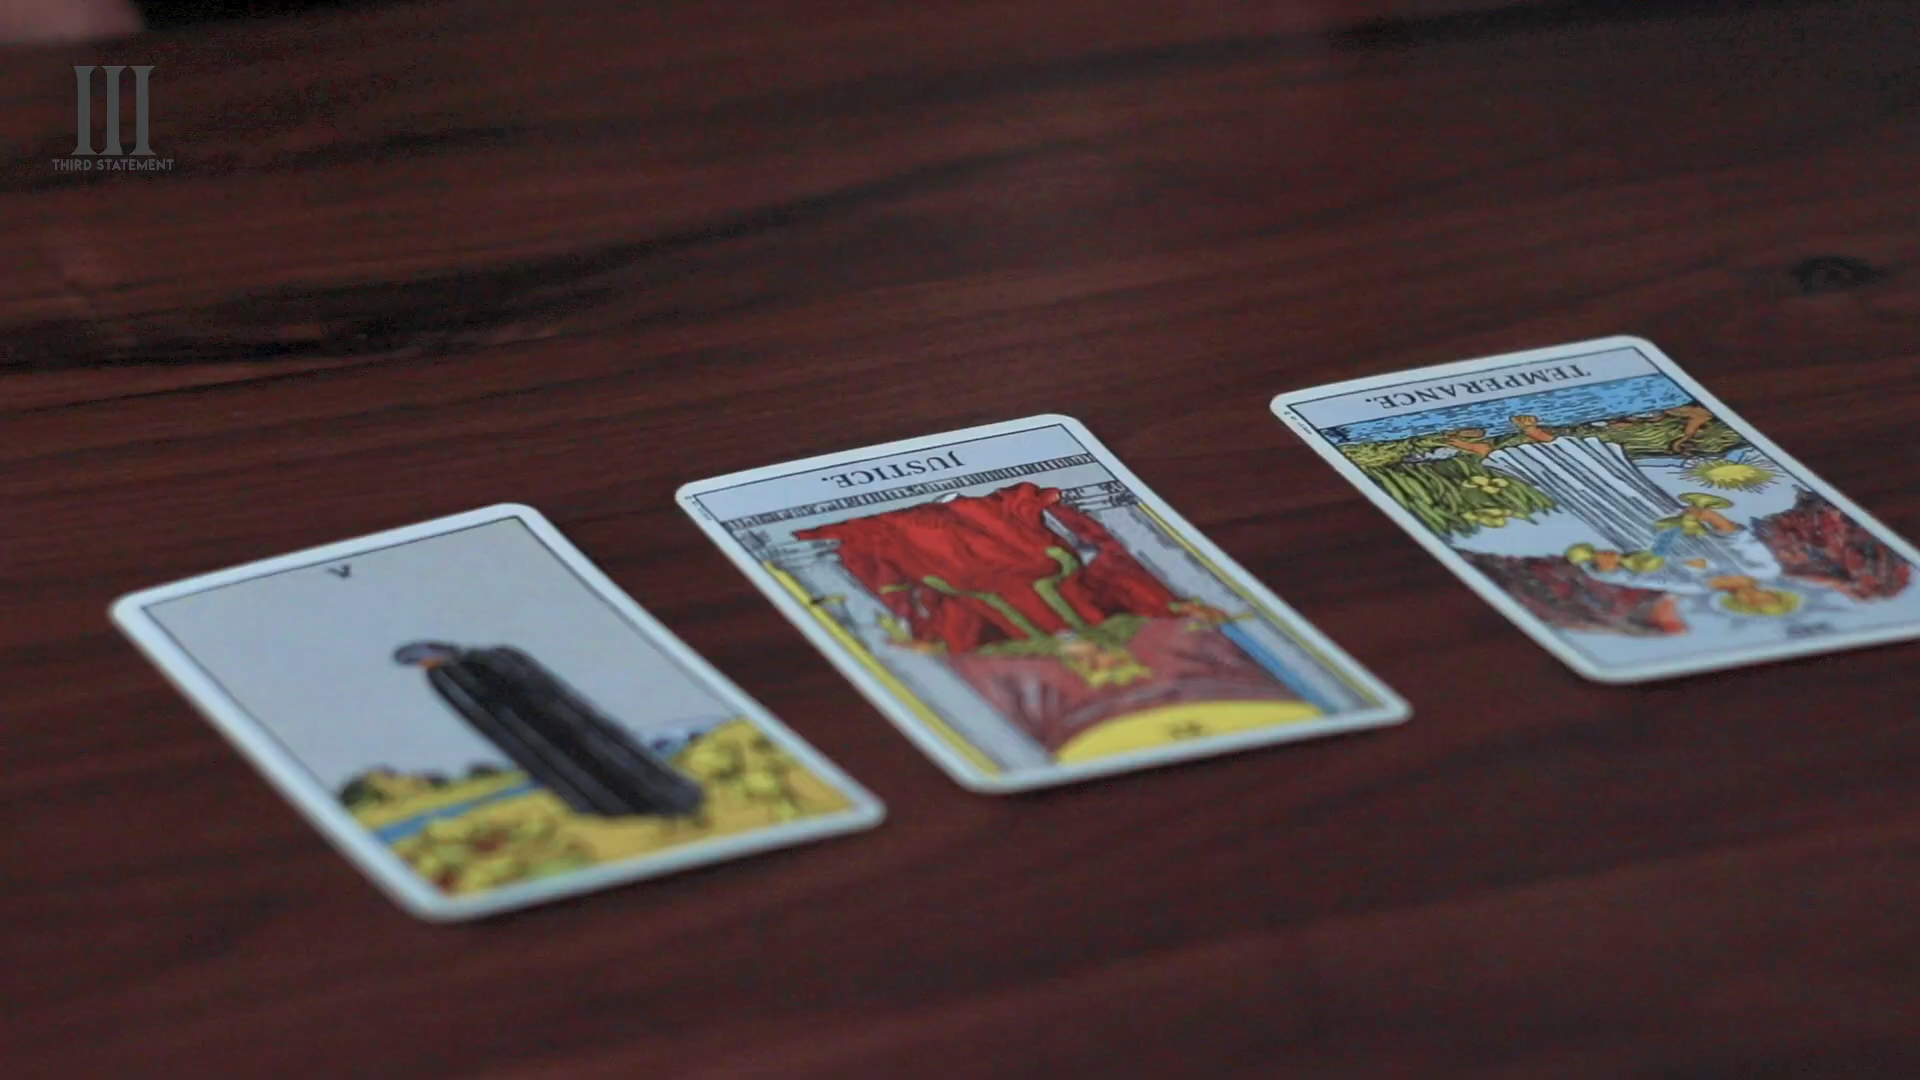 III
THIRD STATEMENT
TEMPERANCE.
JUSTICE.
V